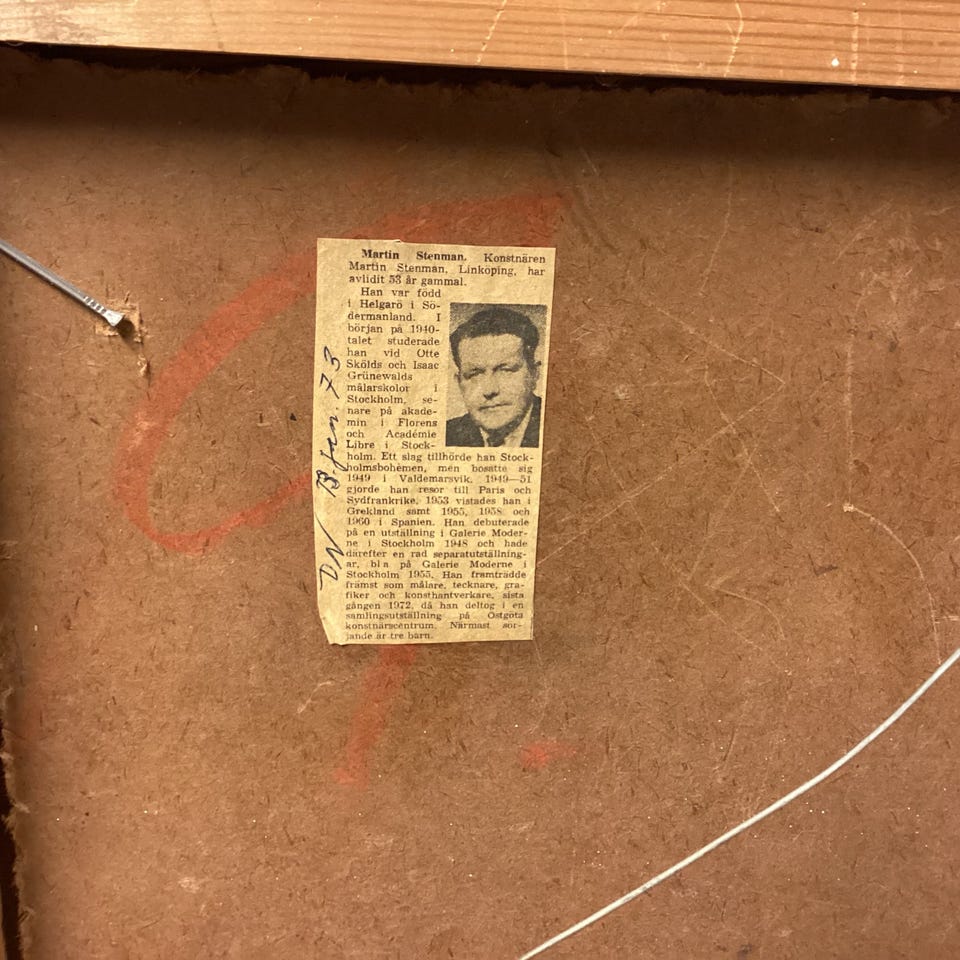 Martin Stenman. Konstnären
Martin Stenman, Linköping, har
avlidit 53 år gammal.
Han var född
i Helgarö i Sö-
dermanland. I
början på 1940-
talet studerade
han vid Otte
Skölds och Isaac
Grünewalds
målarskolor i
Stockholm, se-
nare på akade-
min i Florens
och Académie
Libre i Stock-
holm. Ett slag tillhörde han Stock-
holmsbohèmen, men bosatte sig
1949 i Valdemarsvik. 1949—51
gjorde han resor till Paris och
Sydfrankrike, 1953 vistades han i
Grekland samt 1955, 1958 och
1960 i Spanien. Han debuterade
på en utställning i Galerie Moder-
ne i Stockholm 1948 och hade
därefter en rad separatutställning-
ar, bl a på Galerie Moderne i
Stockholm 1955. Han framträdde
främst som målare, tecknare, gra-
fiker och konsthantverkare, sista
gången 1972, då han deltog i en
samlingsutställning på Östgöta
konstnärscentrum. Närmast sör-
jande är tre barn.
DN jan. 73